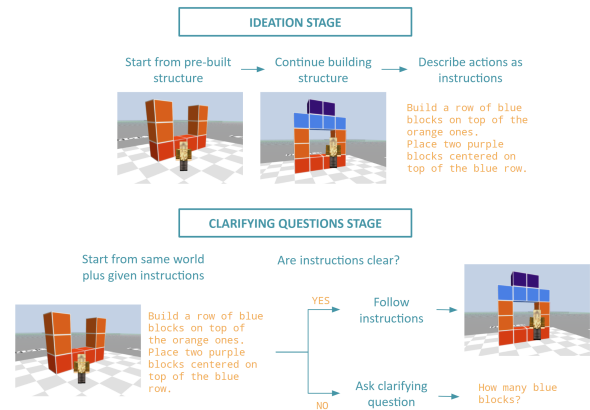 IDEATION STAGE
Start from pre-built
structure
Continue building
structure
Describe actions as
instructions
Build a row of blue
blocks on top of the
orange ones.
Place two purple
blocks centered on
top of the blue row.
CLARIFYING QUESTIONS STAGE
Start from same world
plus given instructions
Are instructions clear?
Build a row of blue
blocks on top of
the orange ones.
Place two purple
blocks centered on
top of the blue
row.
YES
Follow
instructions
NO
Ask clarifying
question
How many blue
blocks?